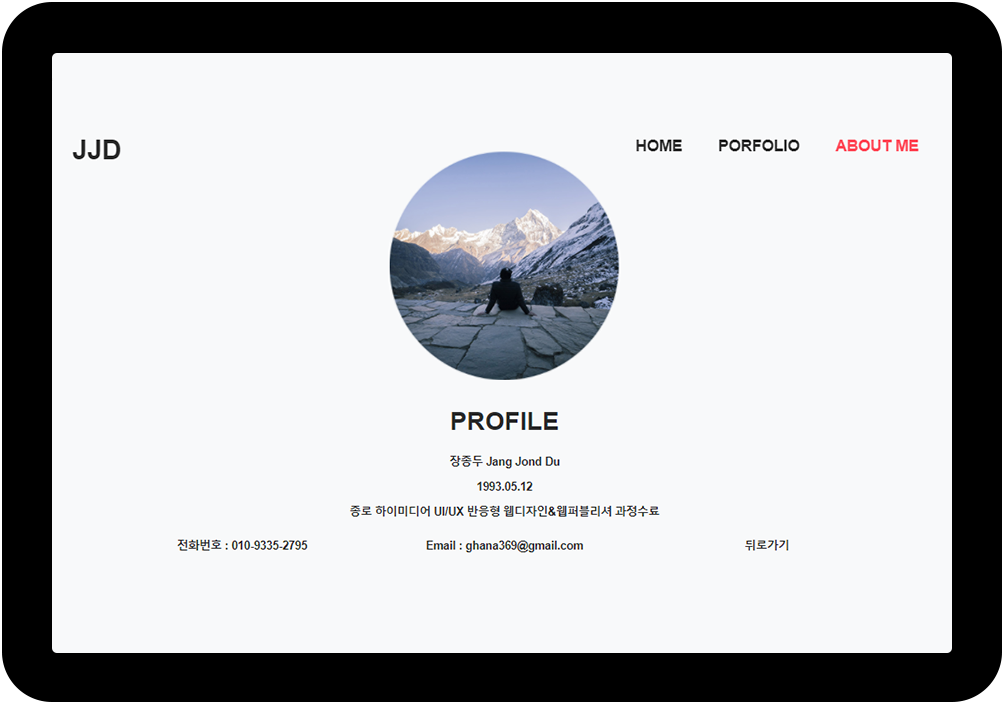 JJD
HOME PORFOLIO ABOUT ME
PROFILE
장종두 Jang Jond Du
1993.05.12
종로 하이미디어 UI/UX 반응형 웹디자인&웹퍼블리셔 과정수료
전화번호 : 010-9335-2795 Email : ghana369@gmail.com 뒤로가기